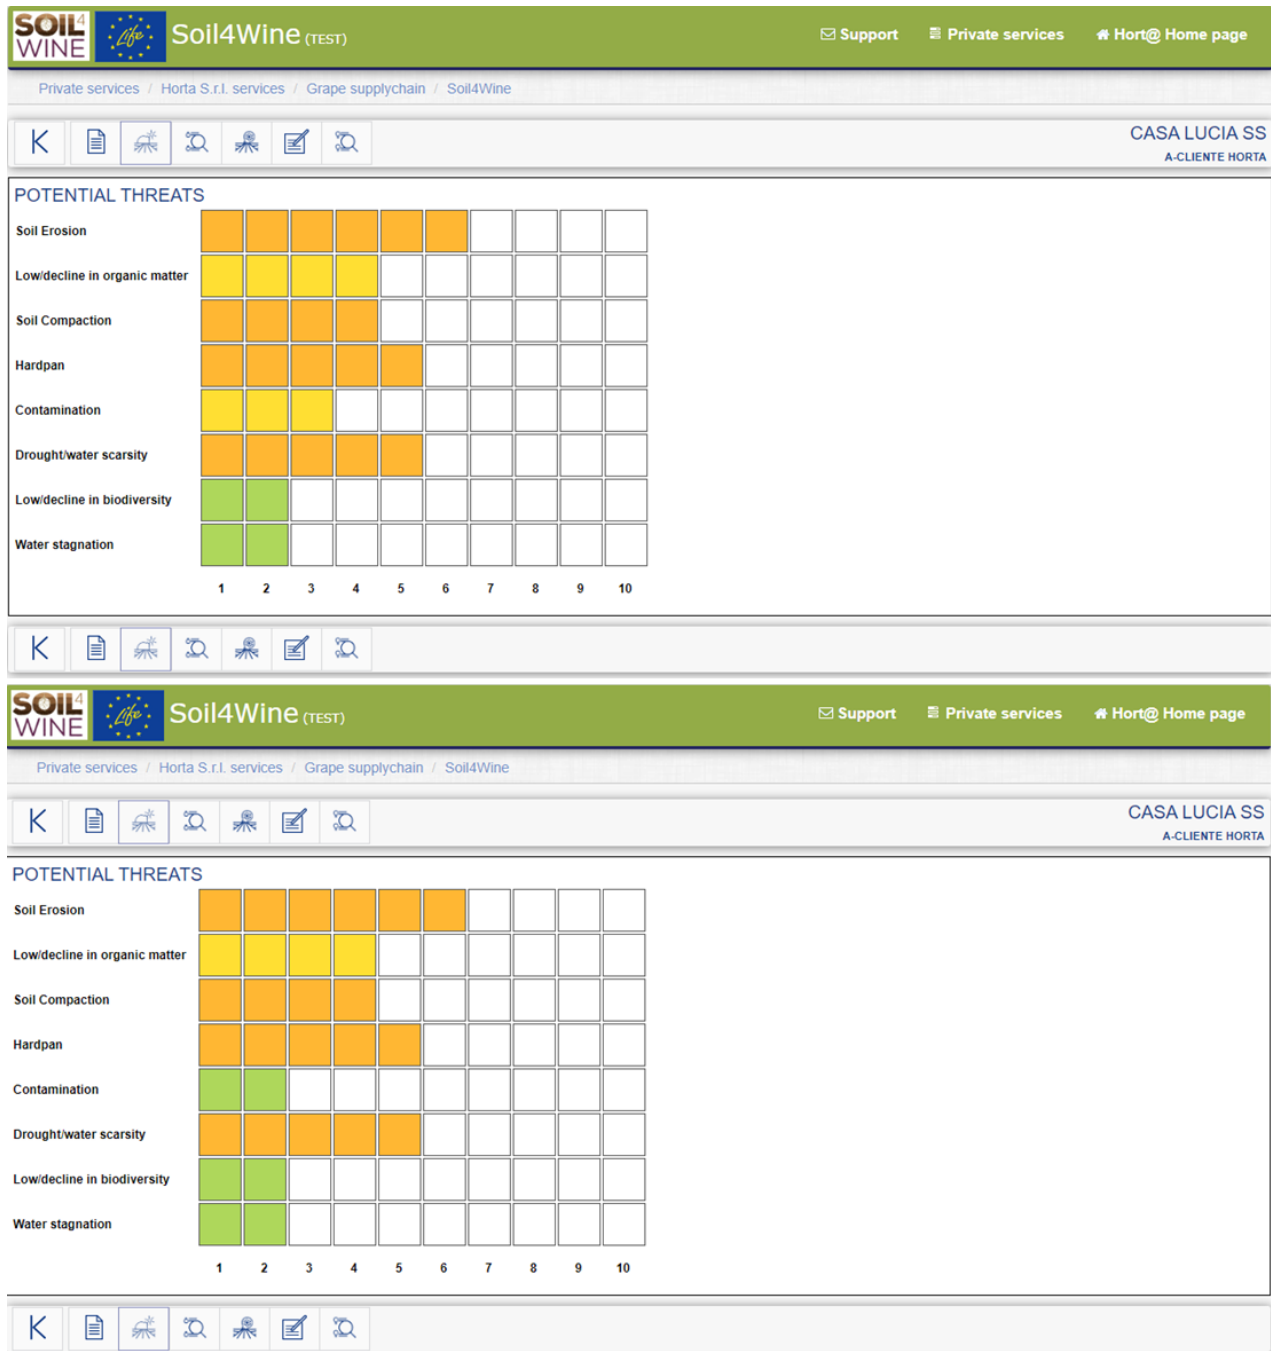 SOIL4
WINE
Life
Soil4Wine (TEST)
Support
Private services
Hort@ Home page
Private services / Horta S.r.l. services / Grape supplychain / Soil4Wine
CASA LUCIA SS
A-CLIENTE HORTA
POTENTIAL THREATS
Soil Erosion
Low/decline in organic matter
Soil Compaction
Hardpan
Contamination
Drought/water scarsity
Low/decline in biodiversity
Water stagnation
1 2 3 4 5 6 7 8 9 10
SOIL4
WINE
Life
Soil4Wine (TEST)
Support
Private services
Hort@ Home page
Private services / Horta S.r.l. services / Grape supplychain / Soil4Wine
CASA LUCIA SS
A-CLIENTE HORTA
POTENTIAL THREATS
Soil Erosion
Low/decline in organic matter
Soil Compaction
Hardpan
Contamination
Drought/water scarsity
Low/decline in biodiversity
Water stagnation
1 2 3 4 5 6 7 8 9 10